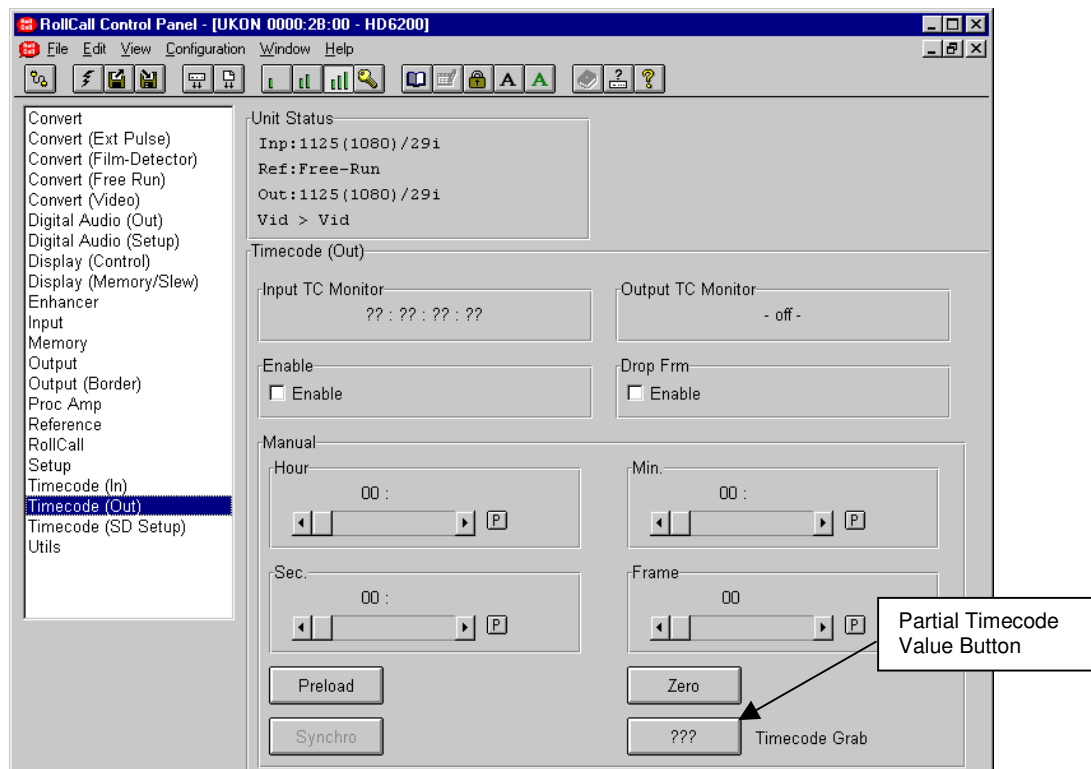 RollCall Control Panel - [UKON 0000:2B:00 - HD6200]
File Edit View Configuration Window Help
A A
Convert
Convert (Ext Pulse)
Convert (Film-Detector)
Convert (Free Run)
Convert (Video)
Digital Audio (Out)
Digital Audio (Setup)
Display (Control)
Display (Memory/Slew)
Enhancer
Input
Memory
Output
Output (Border)
Proc Amp
Reference
RollCall
Setup
Timecode (In)
Timecode (Out)
Timecode (SD Setup)
Utils
Unit Status
Inp:1125(1080)/29i
Ref:Free-Run
Out:1125(1080)/29i
Vid > Vid
Timecode (Out)
Input TC Monitor
?? : ?? : ?? : ??
Output TC Monitor
- off -
Enable
Enable
Drop Frm
Enable
Manual
Hour
00 :
P
Min.
00 :
P
Sec.
00 :
P
Frame
00
P
Preload
Zero
Synchro
??? Timecode Grab
Partial Timecode
Value Button